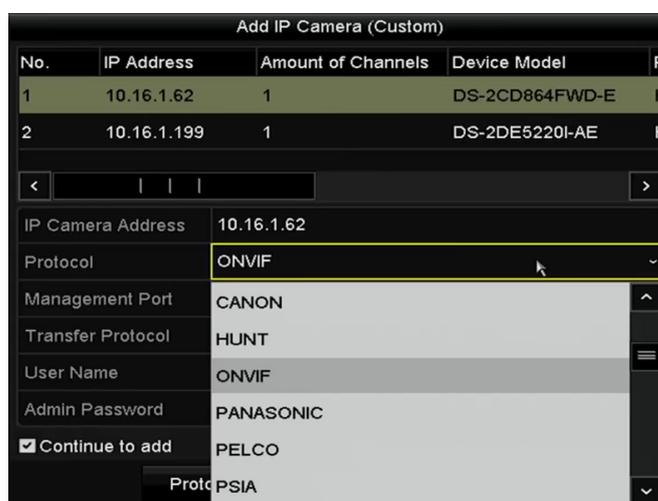 Add IP Camera (Custom)
No. IP Address Amount of Channels Device Model
1 10.16.1.62 1 DS-2CD864FWD-E
2 10.16.1.199 1 DS-2DE5220I-AE
IP Camera Address 10.16.1.62
Protocol ONVIF
Management Port CANON
Transfer Protocol HUNT
User Name ONVIF
Admin Password PANASONIC
Continue to add PELCO
PSIA